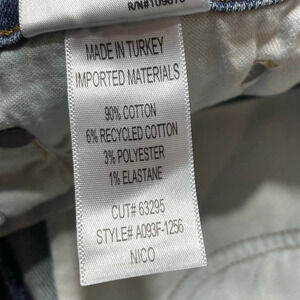 MADE IN TURKEY
IMPORTED MATERIALS
90% COTTON
6% RECYCLED COTTON
3% POLYESTER
1% ELASTANE
CUT# 63295
STYLE# A093F-1256
NICO